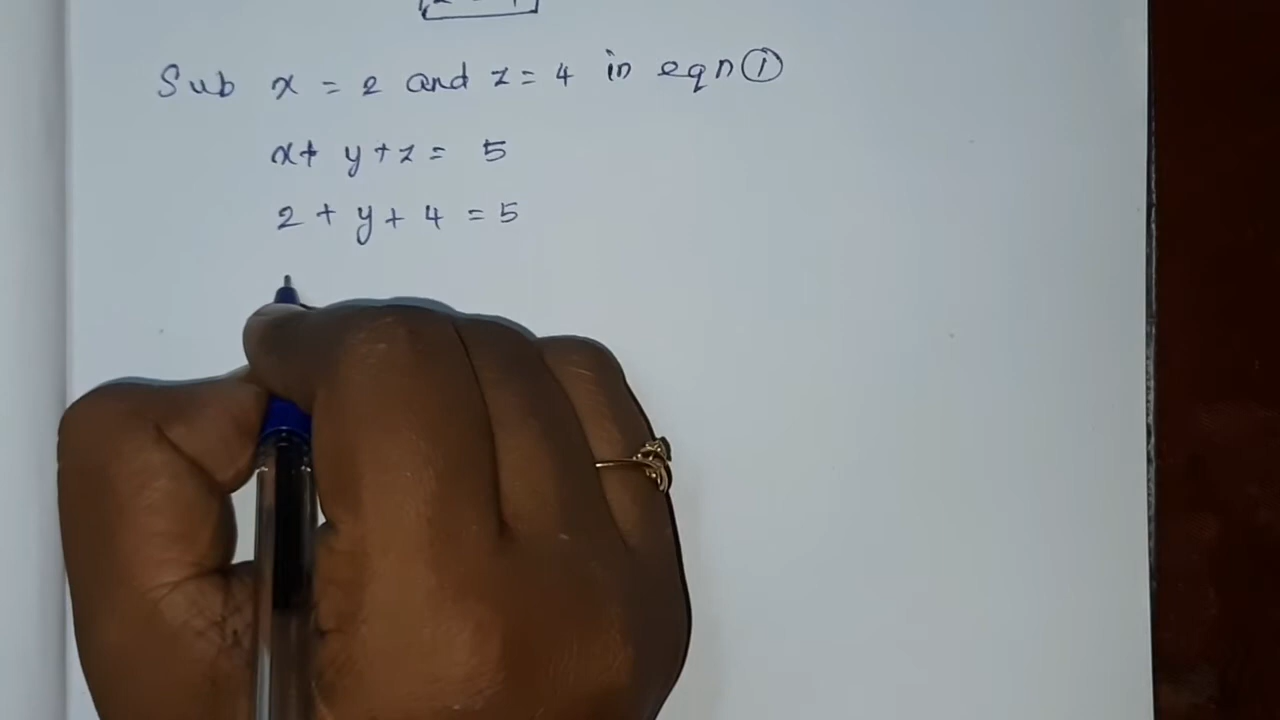 Sub x = 2 and z = 4 in eqn ①
x + y + z = 5
2 + y + 4 = 5